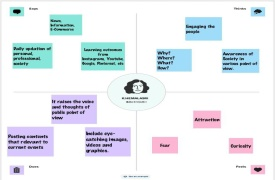 Says
Thinks
News,
Information,
E-Commerce
Daily updation of
personal,
professional,
society
Learning outcomes
from
Instagram, Youtube,
Google, Pinterest, etc
Engaging the
people
Why?
Where?
What?
How?
Awareness of
Society in
various point of
view.
It raises the voice
and thoughts of
public point of
view
Posting contents
that relevant to
current events
Include eye-
catching images,
videos and
graphics.
Attraction
Fear
Curiosity
Does
Feels